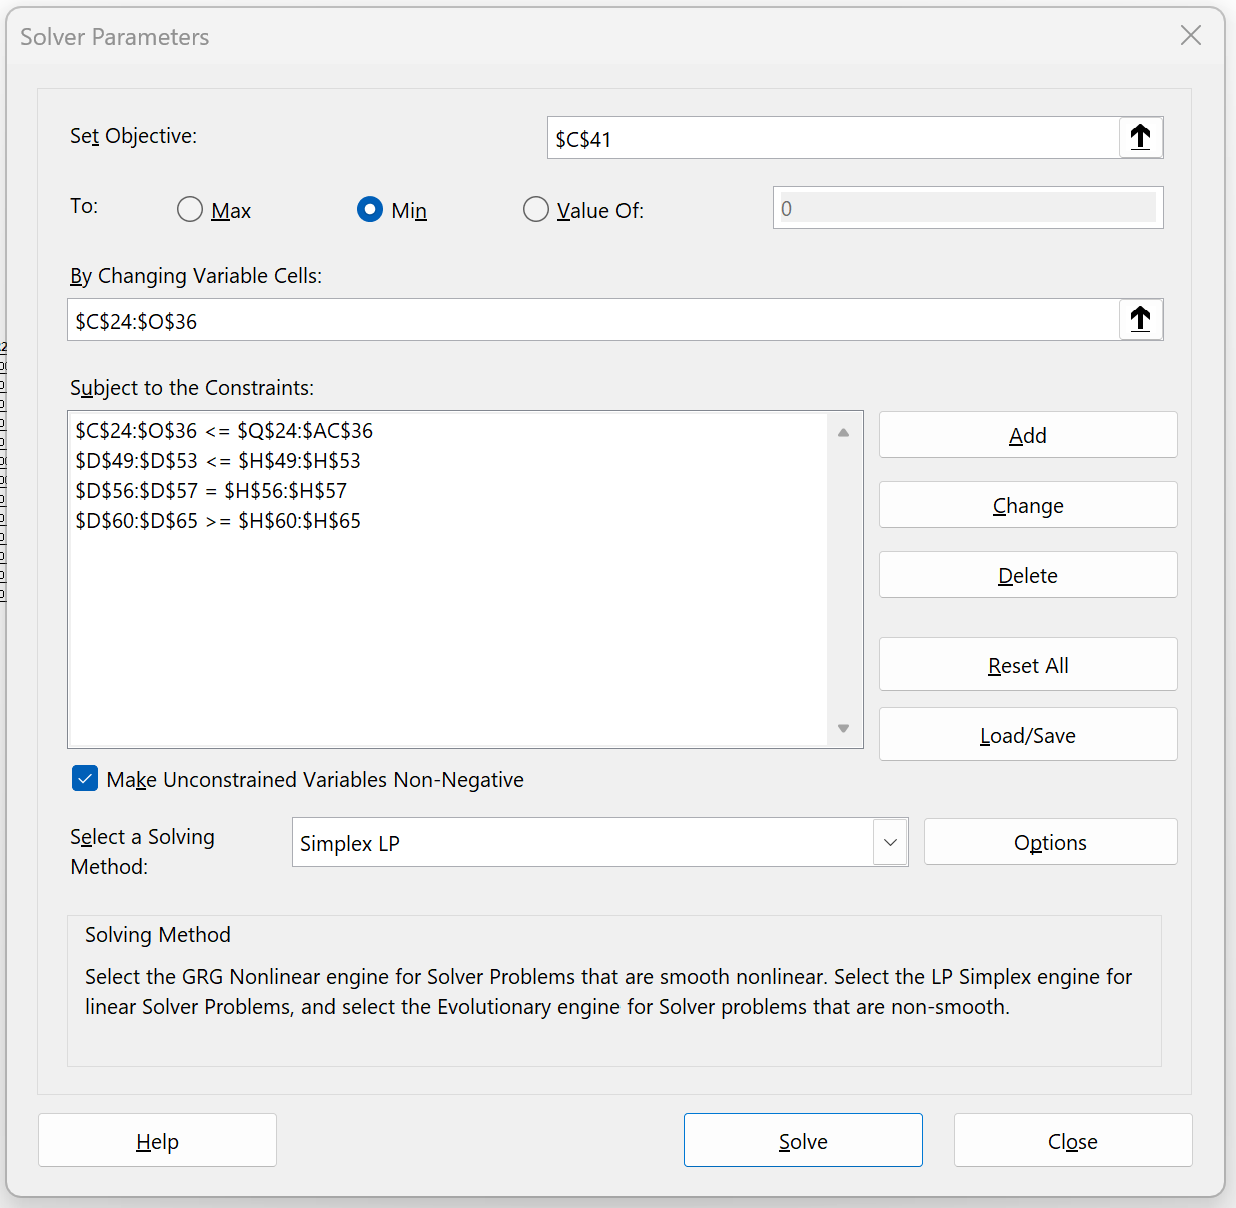 Solver Parameters
Set Objective:
$C$41
To:
Max
Min
Value Of:
0
By Changing Variable Cells:
$C$24:$O$36
Subject to the Constraints:
$C$24:$O$36 <= $Q$24:$AC$36
$D$49:$D$53 <= $H$49:$H$53
$D$56:$D$57 = $H$56:$H$57
$D$60:$D$65 >= $H$60:$H$65
Add
Change
Delete
Reset All
Load/Save
Make Unconstrained Variables Non-Negative
Select a Solving
Method:
Simplex LP
Options
Solving Method
Select the GRG Nonlinear engine for Solver Problems that are smooth nonlinear. Select the LP Simplex engine for
linear Solver Problems, and select the Evolutionary engine for Solver problems that are non-smooth.
Help
Solve
Close